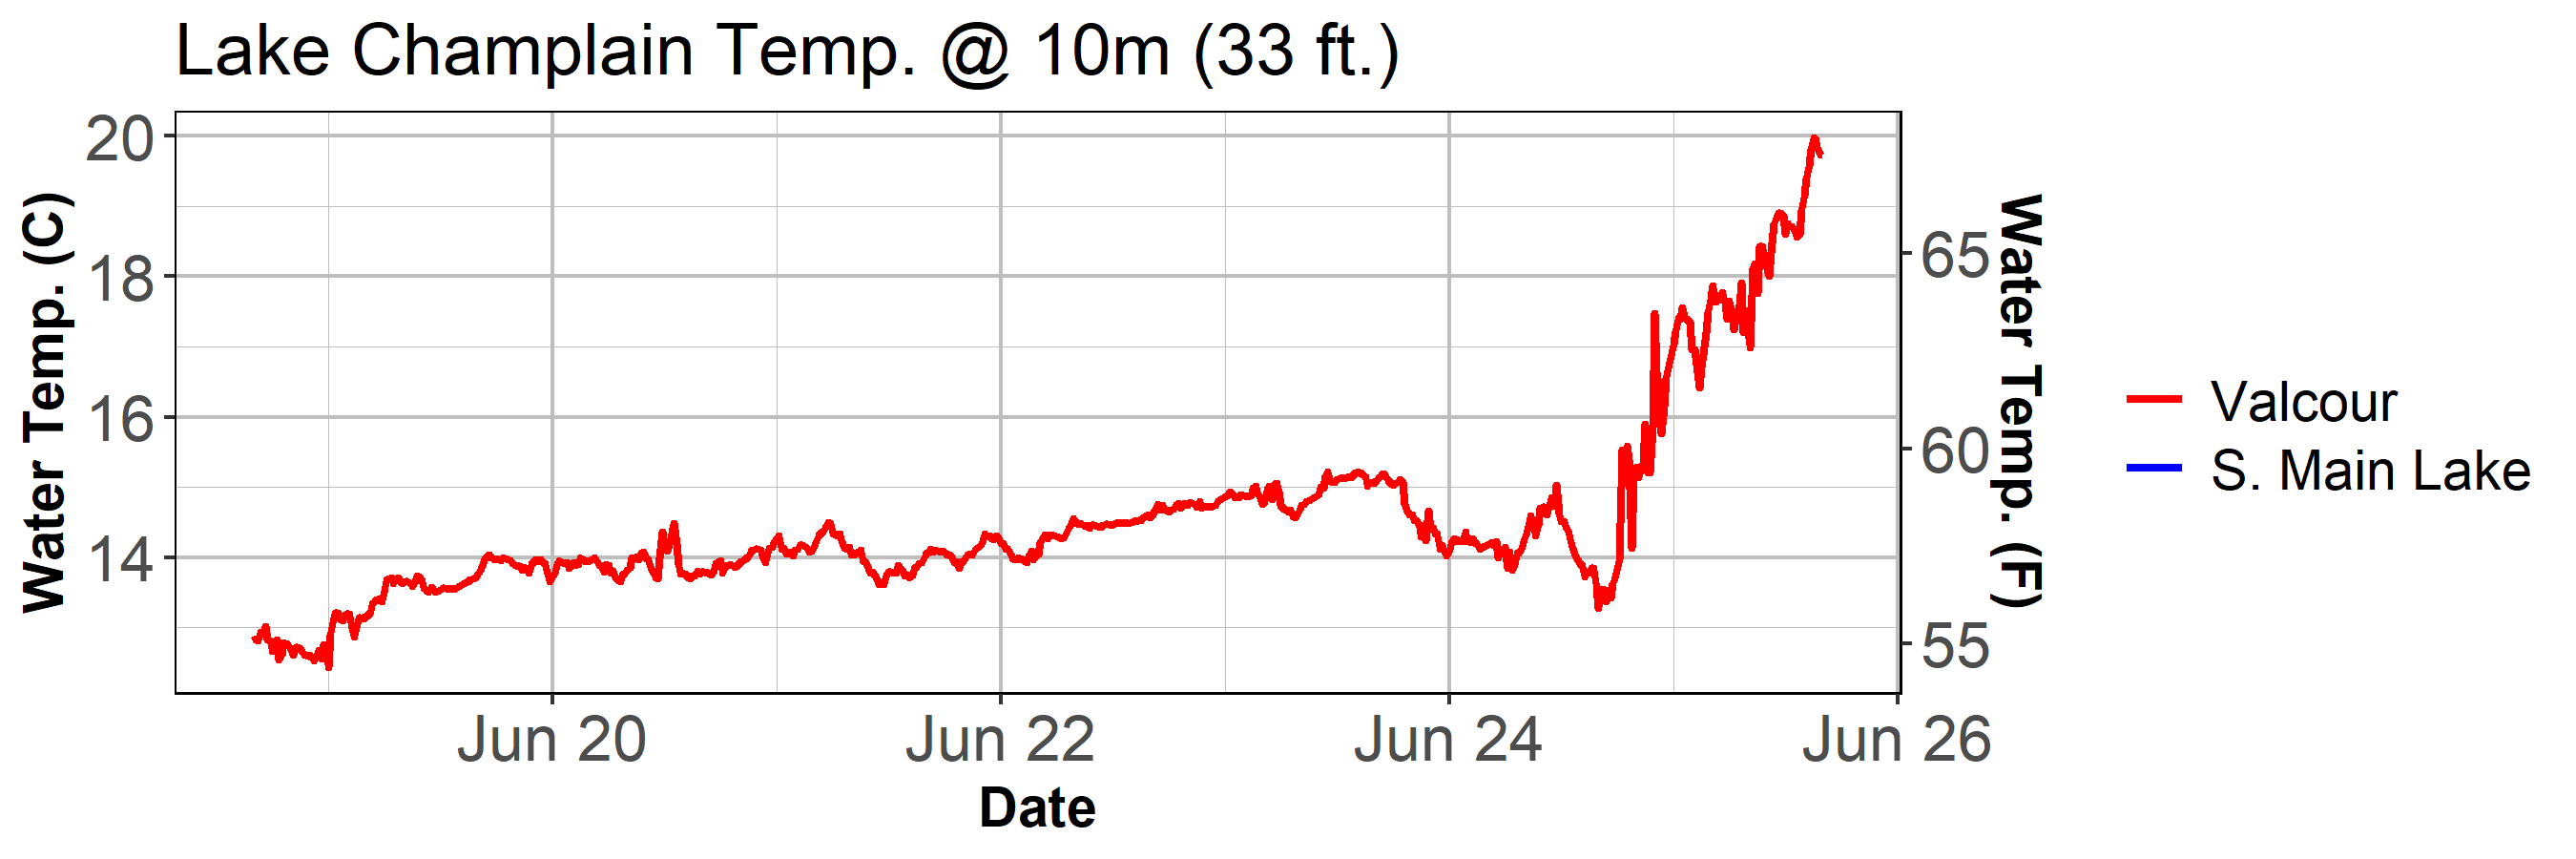 Lake Champlain Temp. @ 10m (33 ft.)
Water Temp. (C)
20
18
16
14
Water Temp. (F)
65
60
55
Jun 20
Jun 22
Jun 24
Jun 26
Date
Valcour
S. Main Lake